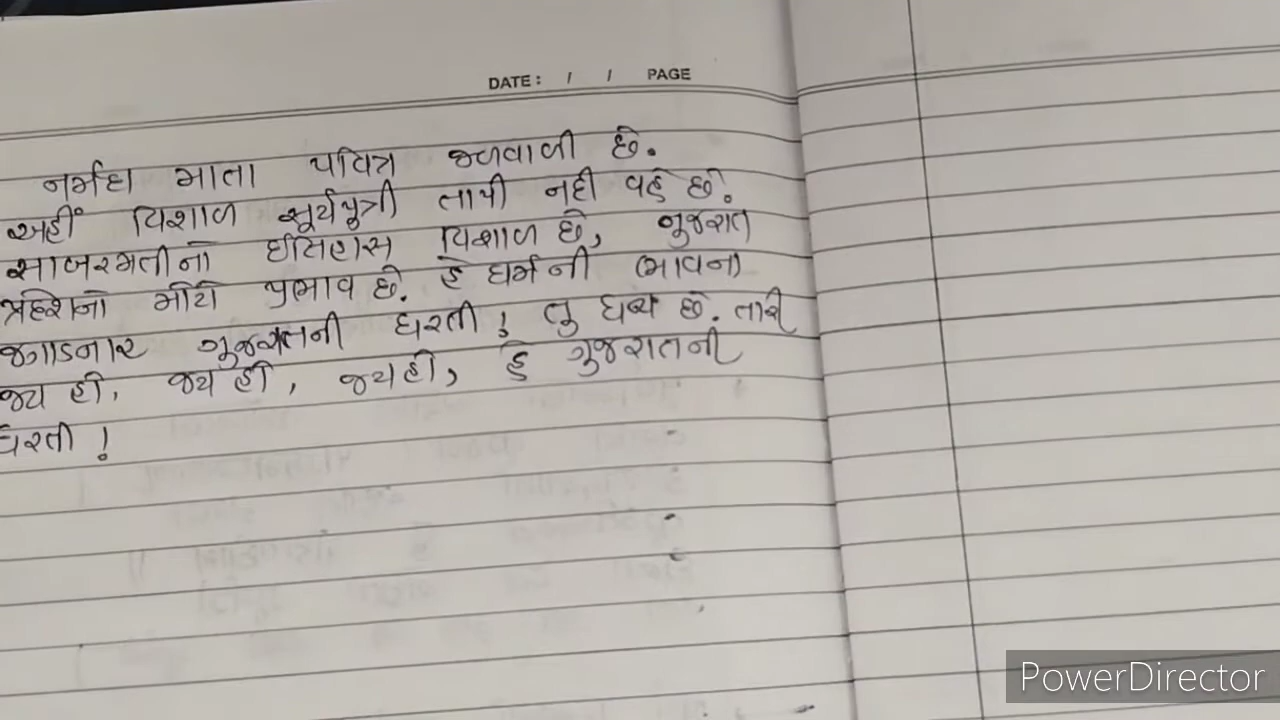 DATE: / / PAGE
નર્મદા માતા પવિત્ર જળવાળી છે.
અહીં વિશાળ સૂર્યપુત્રી તાપી નદી વહે છે.
સાબરમતીનો ઈતિહાસ વિશાળ છે, ગુજરાત
પ્રદેશનો મોટો પ્રભાવ છે. હે ધર્મની ભાવના
જગાડનાર ગુજરાતની ધરતી! તુ ધન્ય છે. તારી
જય હો, જય હો, જય હો, હે ગુજરાતની
ધરતી!
PowerDirector